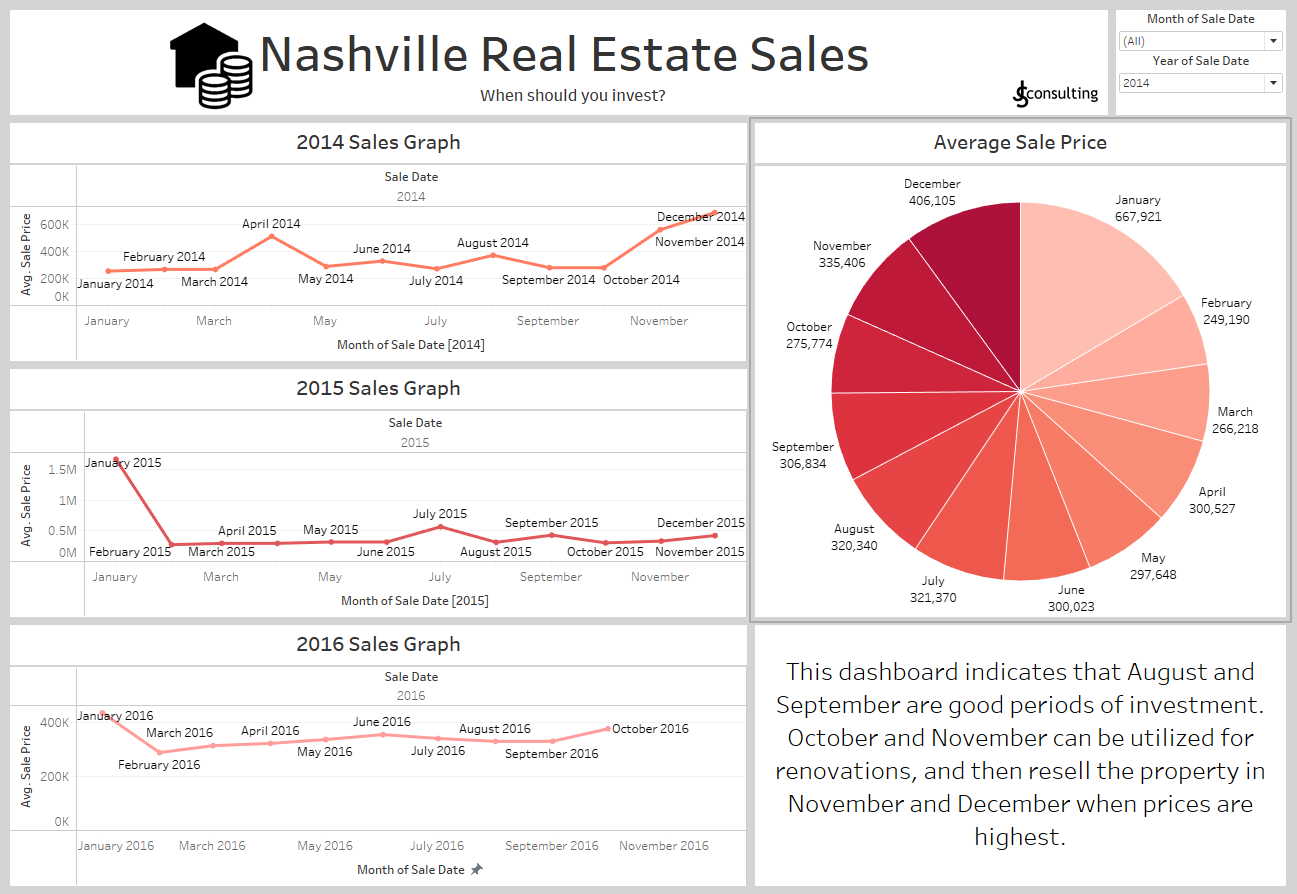 Nashville Real Estate Sales
When should you invest?
jsconsulting
Month of Sale Date
(All)
Year of Sale Date
2014
2014 Sales Graph
Sale Date
2014
Avg. Sale Price
600K
400K
200K
0K
January 2014
February 2014
March 2014
April 2014
May 2014
June 2014
July 2014
August 2014
September 2014
October 2014
November 2014
December 2014
January
March
May
July
September
November
Month of Sale Date [2014]
2015 Sales Graph
Sale Date
2015
Avg. Sale Price
1.5M
1M
0.5M
0M
January 2015
February 2015
March 2015
April 2015
May 2015
June 2015
July 2015
August 2015
September 2015
October 2015
November 2015
December 2015
January
March
May
July
September
November
Month of Sale Date [2015]
2016 Sales Graph
Sale Date
2016
Avg. Sale Price
400K
200K
0K
January 2016
February 2016
March 2016
April 2016
May 2016
June 2016
July 2016
August 2016
September 2016
October 2016
January 2016
March 2016
May 2016
July 2016
September 2016
November 2016
Month of Sale Date
Average Sale Price
January
667,921
February
249,190
March
266,218
April
300,527
May
297,648
June
300,023
July
321,370
August
320,340
September
306,834
October
275,774
November
335,406
December
406,105
This dashboard indicates that August and
September are good periods of investment.
October and November can be utilized for
renovations, and then resell the property in
November and December when prices are
highest.